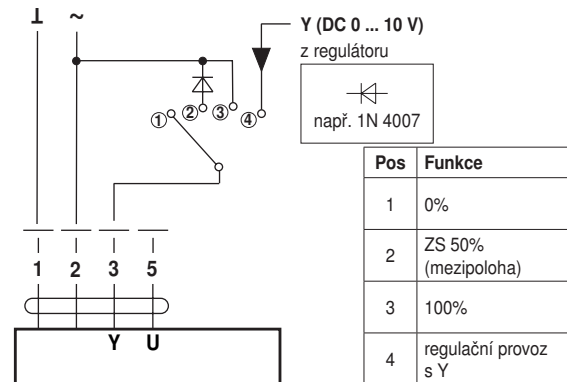 ⊥ ~
Y (DC 0 ... 10 V)
z regulátoru
např. 1N 4007
① ② ③ ④
Pos Funkce
1 0%
2 ZS 50%
(mezipoloha)
3 100%
4 regulační provoz
s Y
1 2 3 5
Y U